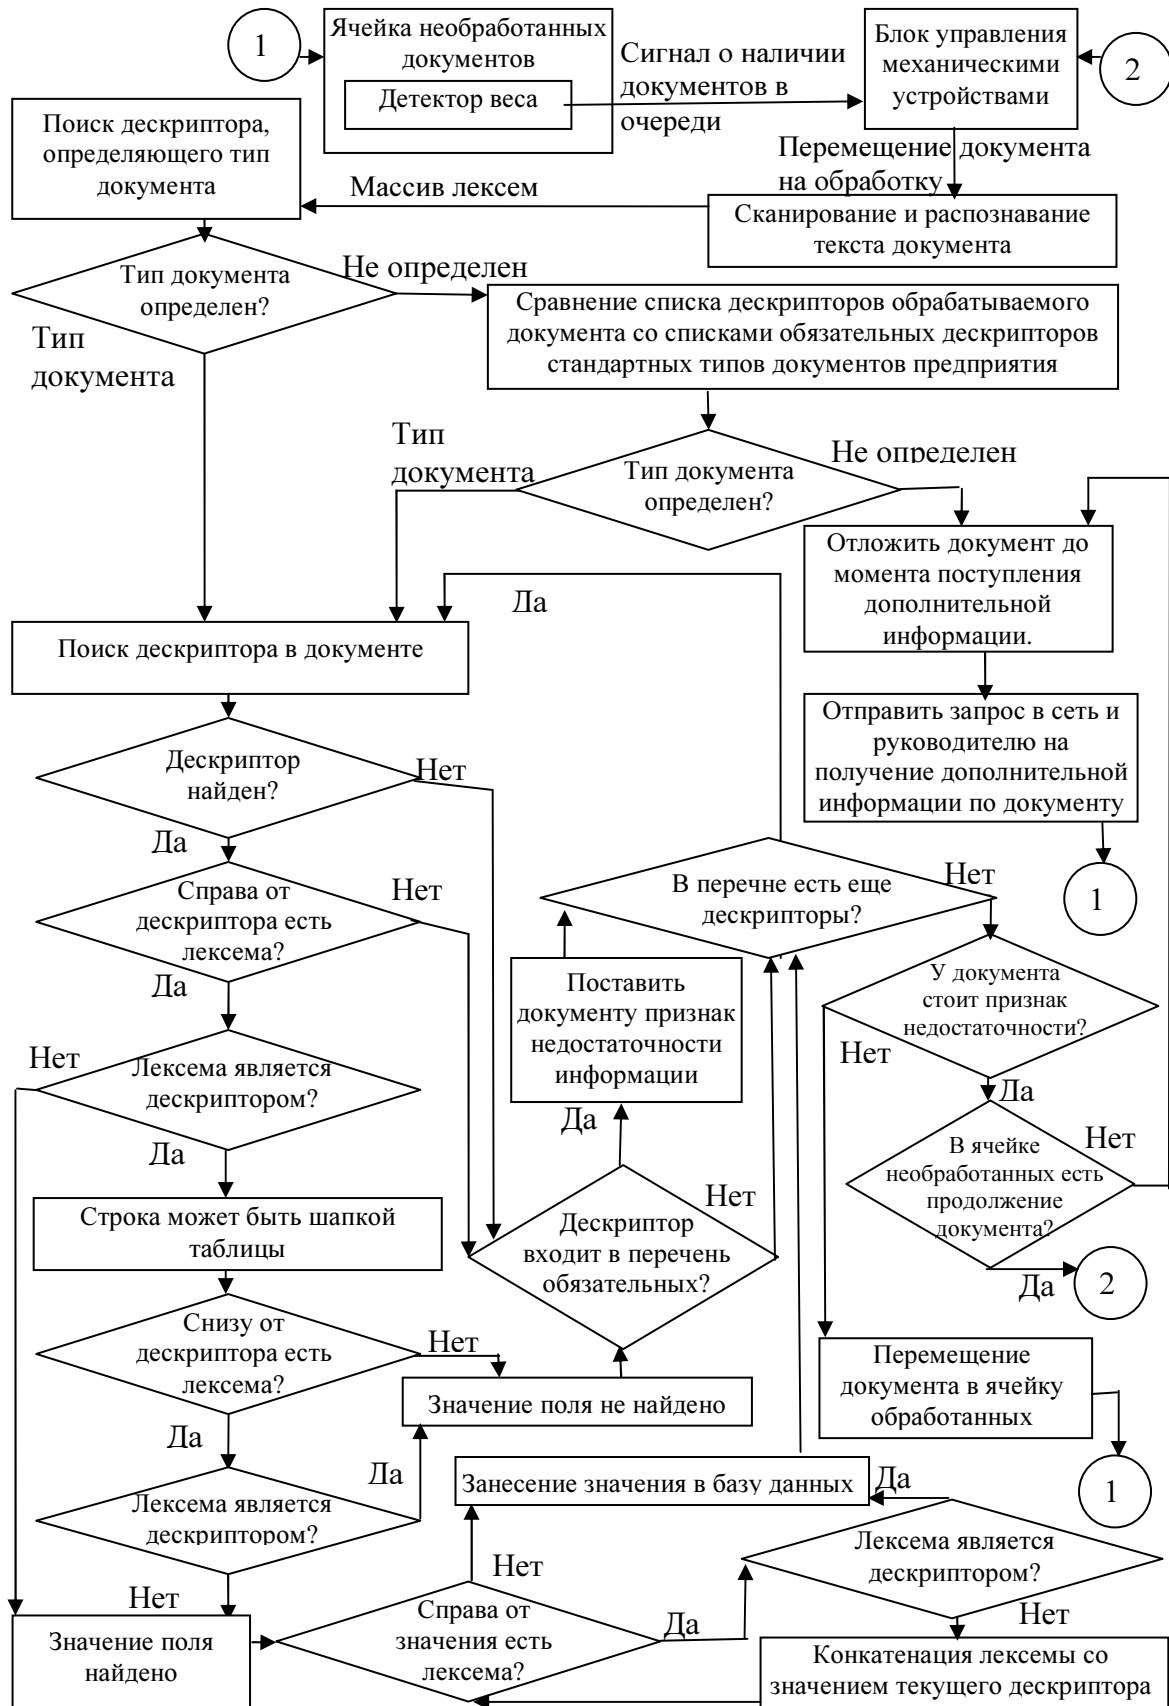 1
Ячейка необработанных
документов
Детектор веса
Сигнал о наличии
документов в
очереди
Блок управления
механическими
устройствами
2
Поиск дескриптора,
определяющего тип
документа
Перемещение документа
на обработку
Массив лексем
Сканирование и распознавание
текста документа
Тип документа
определен?
Не определен
Тип
документа
Сравнение списка дескрипторов обрабатываемого
документа со списками обязательных дескрипторов
стандартных типов документов предприятия
Тип
документа
Тип документа
определен?
Не определен
Отложить документ до
момента поступления
дополнительной
информации.
Да
Поиск дескриптора в документе
Отправить запрос в сеть и
руководителю на
получение дополнительной
информации по документу
1
Дескриптор
найден?
Нет
Да
Справа от
дескриптора есть
лексема?
Нет
Да
В перечне есть еще
дескрипторы?
Нет
Поставить
документу признак
недостаточности
информации
У документа
стоит признак
недостаточности?
Нет
Да
Нет
Лексема является
дескриптором?
Да
Да
В ячейке
необработанных есть
продолжение
документа?
Нет
Да
2
Строка может быть шапкой
таблицы
Дескриптор
входит в перечень
обязательных?
Нет
Снизу от
дескриптора есть
лексема?
Нет
Да
Значение поля не найдено
Перемещение
документа в ячейку
обработанных
1
Да
Лексема является
дескриптором?
Нет
Занесение значения в базу данных
Да
Лексема является
дескриптором?
Нет
Нет
Значение поля
найдено
Справа от
значения есть
лексема?
Да
Конкатенация лексемы со
значением текущего дескриптора